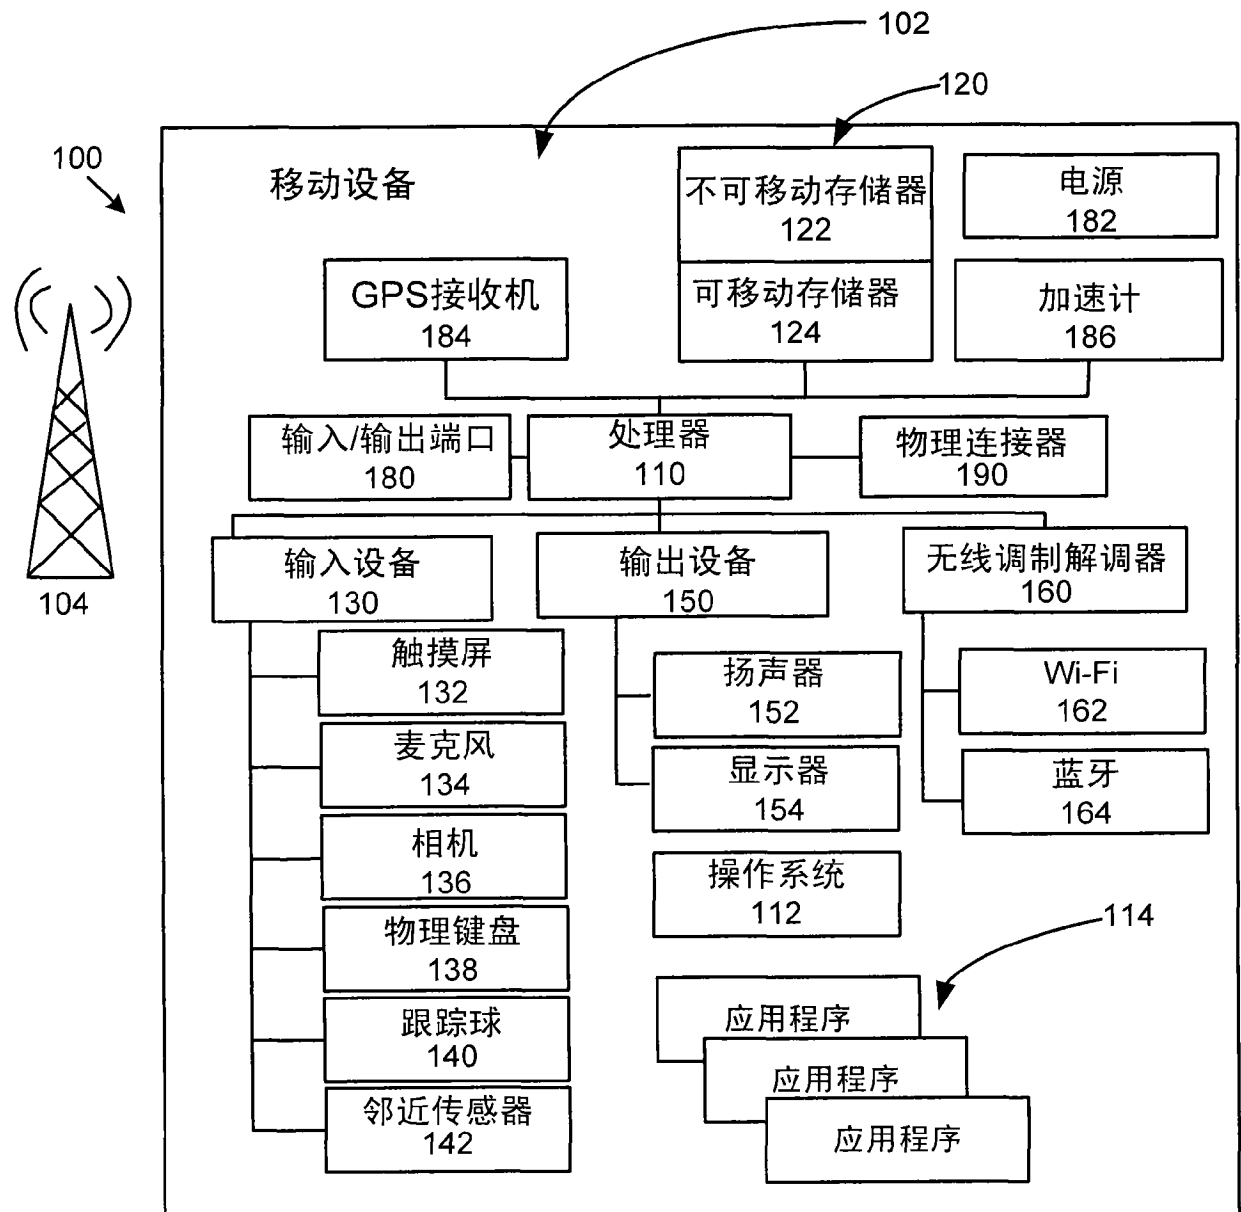 102
120
100
移动设备
不可移动存储器
122
电源
182
GPS接收机
184
可移动存储器
124
加速计
186
输入/输出端口
180
处理器
110
物理连接器
190
输入设备
130
输出设备
150
无线调制解调器
160
104
触摸屏
132
扬声器
152
Wi-Fi
162
麦克风
134
显示器
154
蓝牙
164
相机
136
操作系统
112
物理键盘
138
114
跟踪球
140
应用程序
应用程序
邻近传感器
142
应用程序